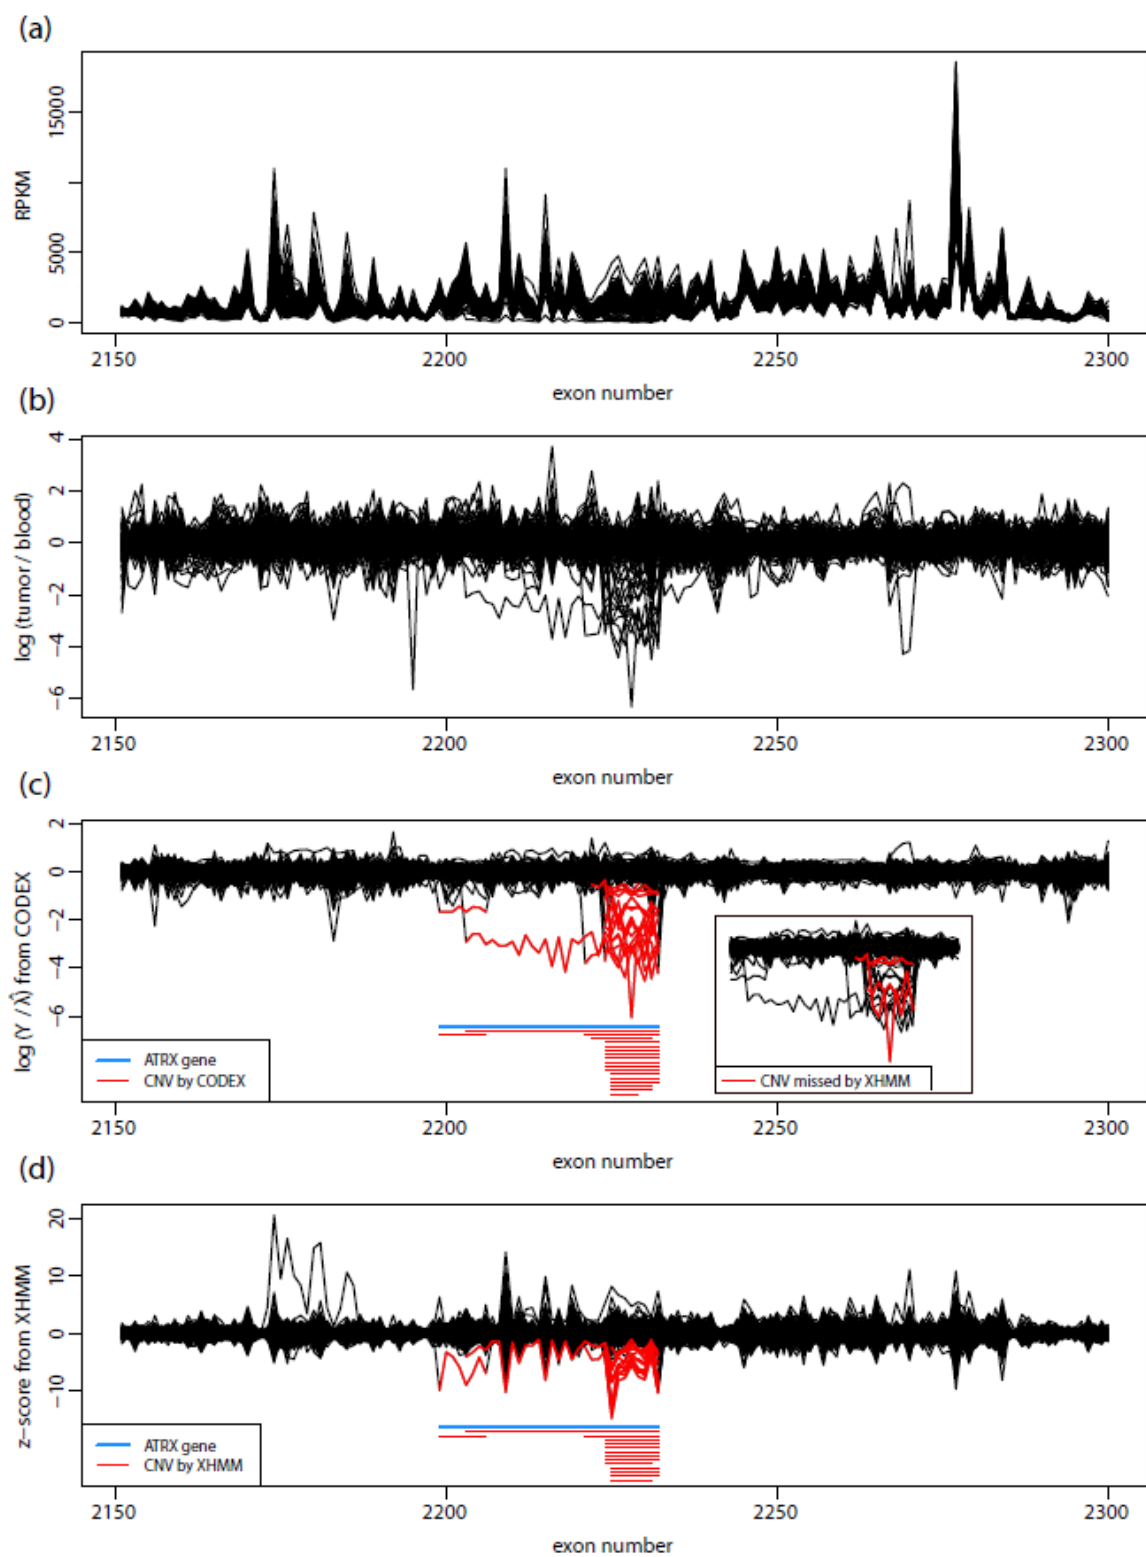 (a)
RPKM
15000
5000
0
2150 2200 2250 2300
exon number
(b)
log (tumor / blood)
4
2
0
−2
−4
−6
2150 2200 2250 2300
exon number
(c)
log (Y / λ̂) from CODEX
2
0
−2
−4
−6
ATRX gene
CNV by CODEX
CNV missed by XHMM
2150 2200 2250 2300
exon number
(d)
z−score from XHMM
20
10
0
−10
ATRX gene
CNV by XHMM
2150 2200 2250 2300
exon number